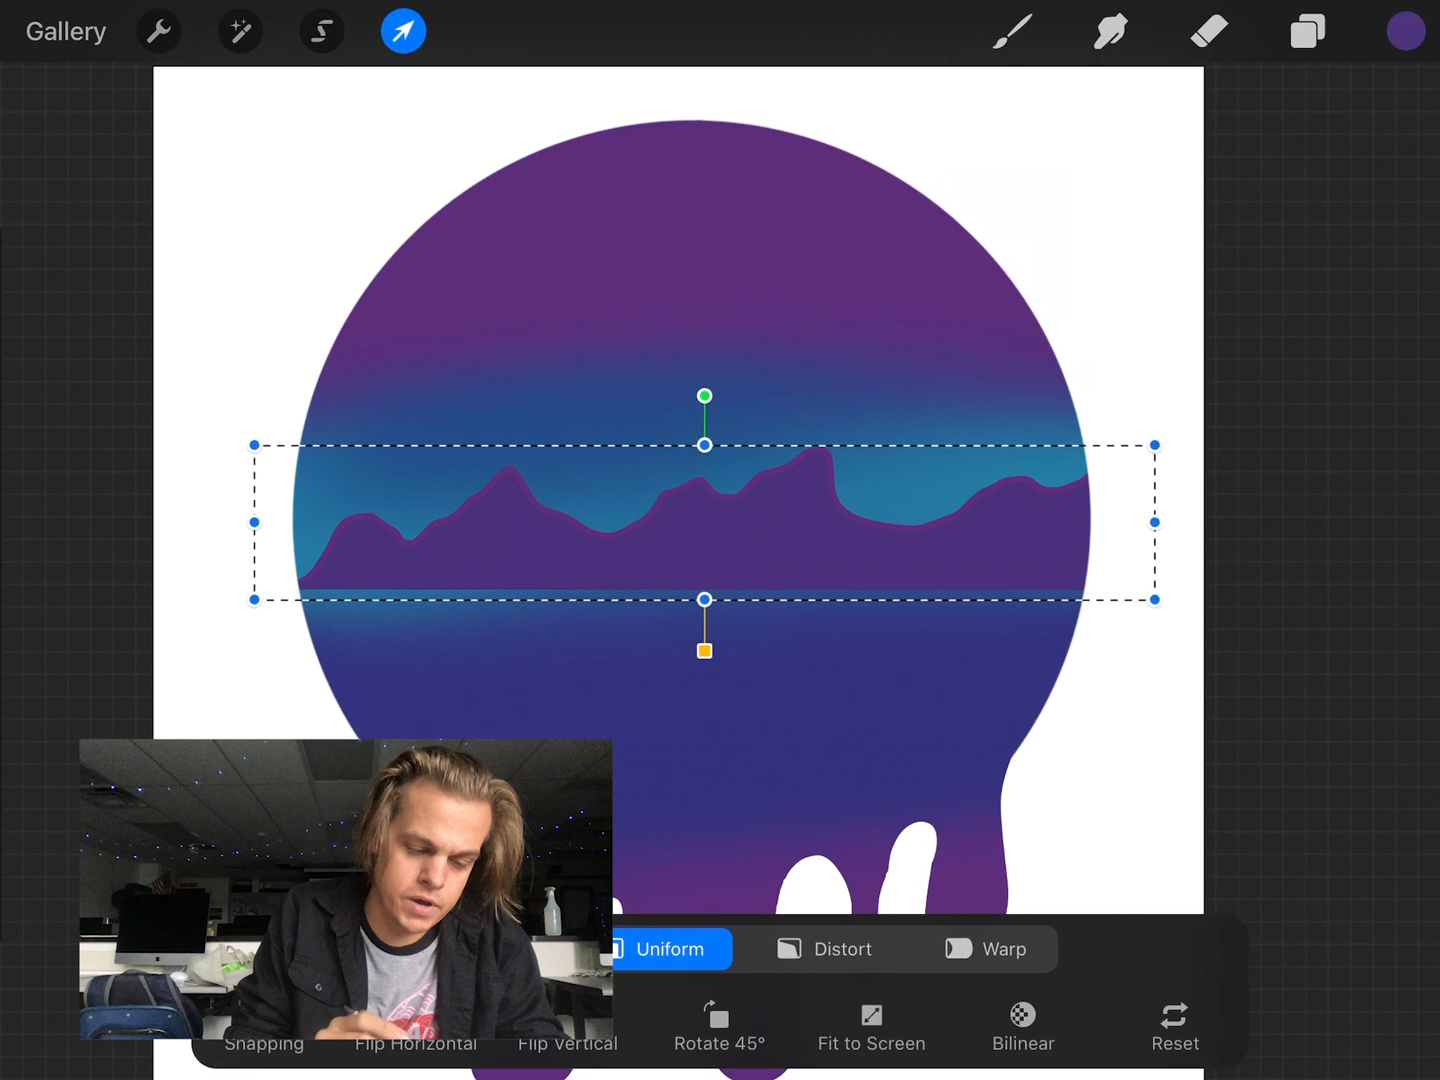 Gallery
Uniform Distort Warp
Snapping Flip Horizontal Flip Vertical Rotate 45° Fit to Screen Bilinear Reset